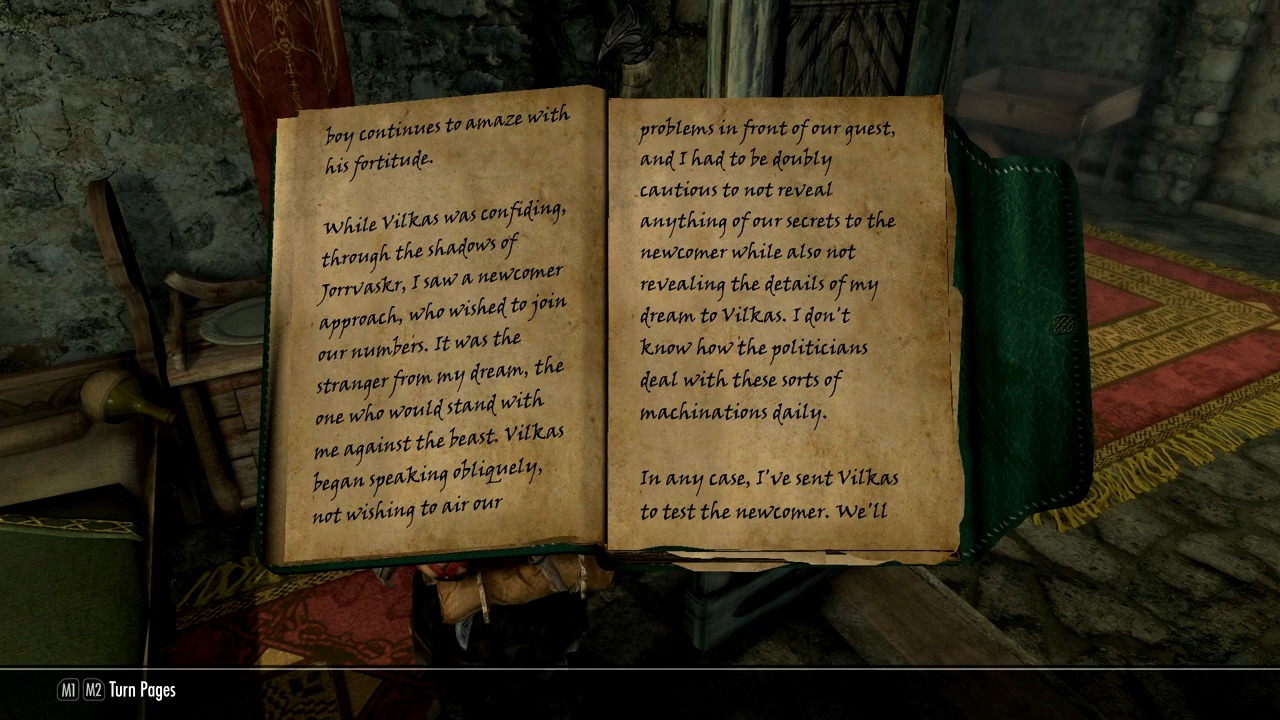 boy continues to amaze with
his fortitude.
While Vilkas was confiding,
through the shadows of
Jorrvaskr, I saw a newcomer
approach, who wished to join
our numbers. It was the
stranger from my dream, the
one who would stand with
me against the beast. Vilkas
began speaking obliquely,
not wishing to air our
problems in front of our guest,
and I had to be doubly
cautious to not reveal
anything of our secrets to the
newcomer while also not
revealing the details of my
dream to Vilkas. I don't
know how the politicians
deal with these sorts of
machinations daily.
In any case, I've sent Vilkas
to test the newcomer. We'll
M1 M2 Turn Pages